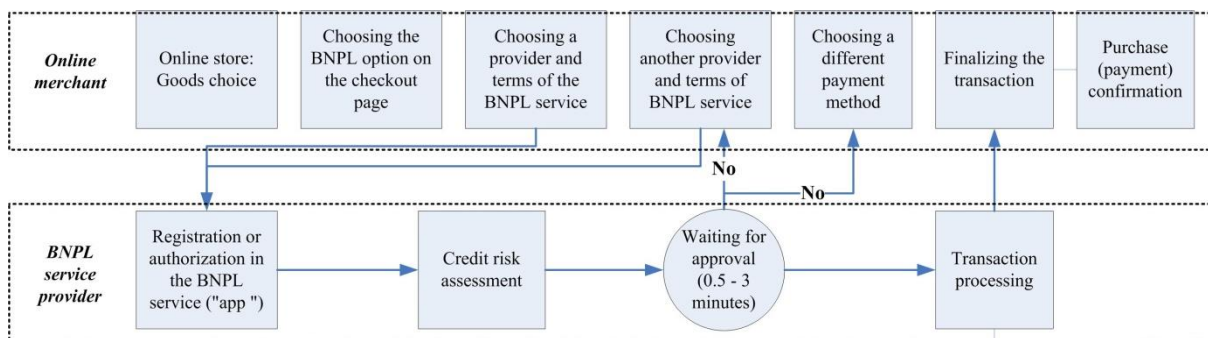 Online
merchant
Online store:
Goods choice
Choosing the
BNPL option on
the checkout
page
Choosing a
provider and
terms of the
BNPL service
Choosing
another provider
and terms of
BNPL service
Choosing a
different
payment
method
Finalizing the
transaction
Purchase
(payment)
confirmation
No
No
BNPL
service
provider
Registration or
authorization in
the BNPL
service ("app ")
Credit risk
assessment
Waiting for
approval
(0.5 - 3
minutes)
Transaction
processing